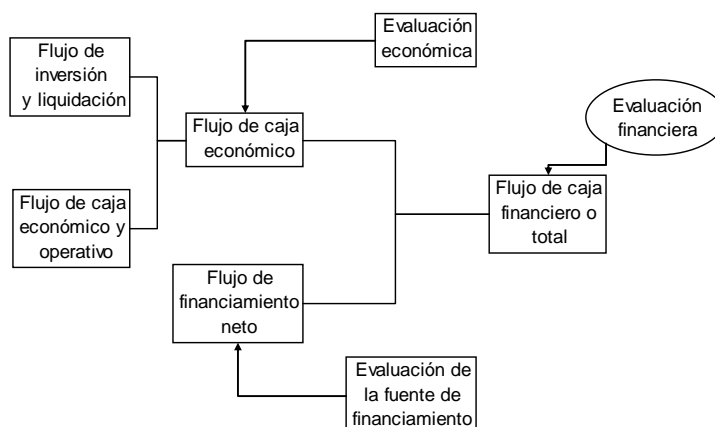 Evaluación
económica
Flujo de
inversión
y liquidación
Flujo de caja
económico
Evaluación
financiera
Flujo de caja
financiero o
total
Flujo de caja
económico y
operativo
Flujo de
financiamiento
neto
Evaluación de
la fuente de
financiamiento